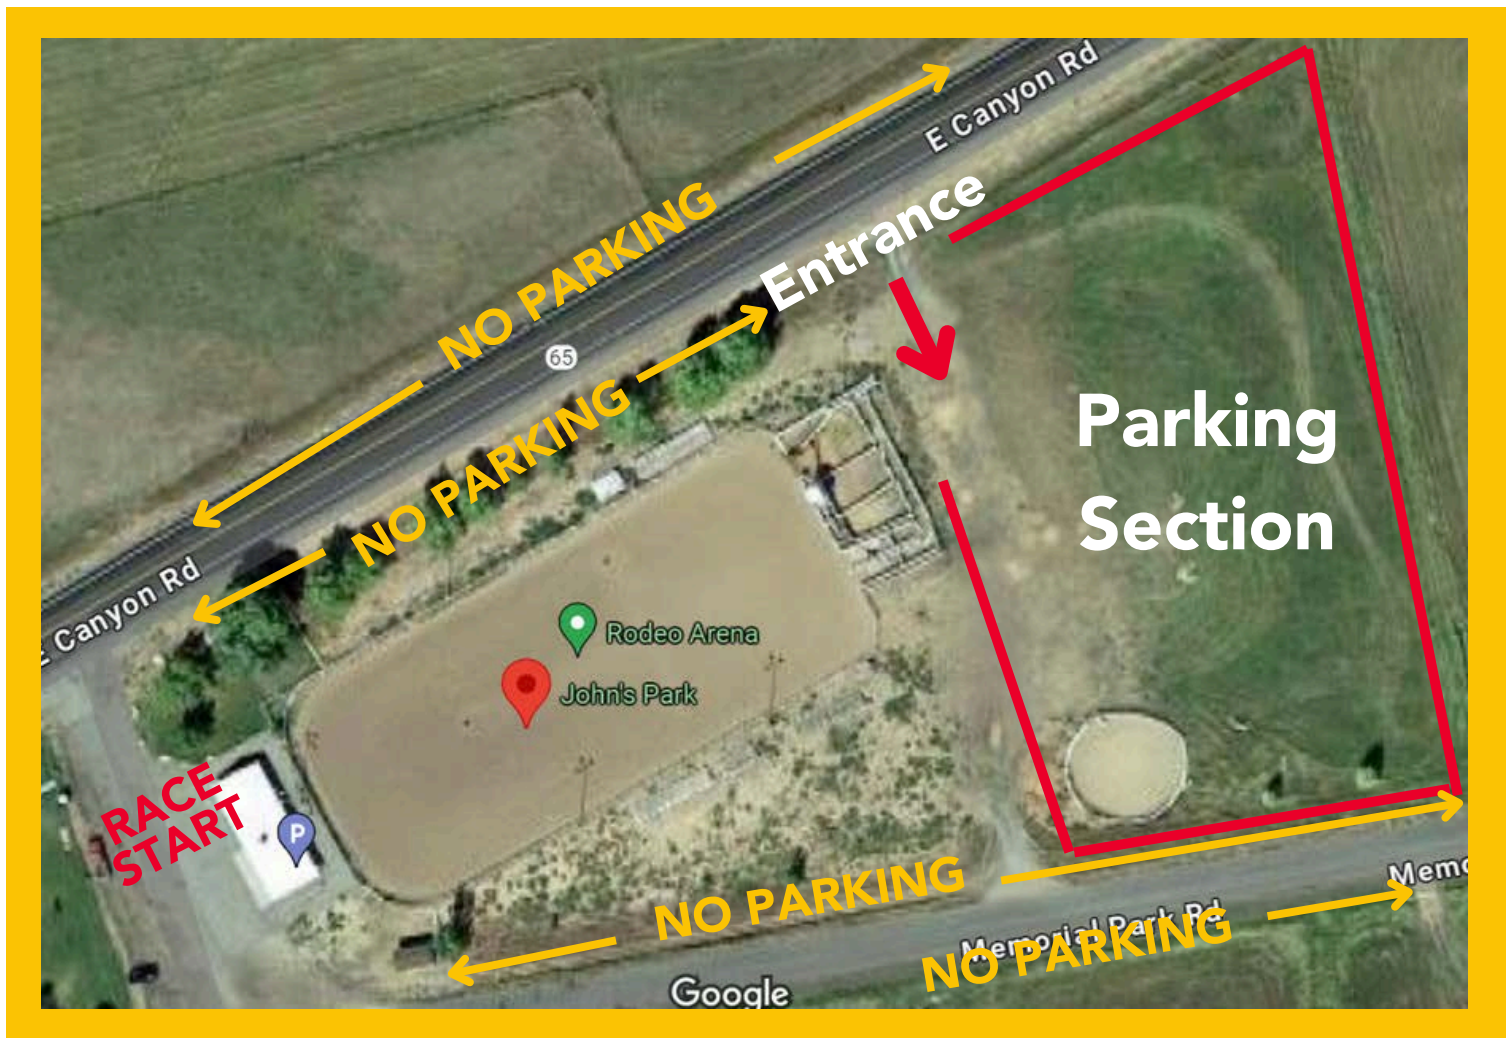 E Canyon Rd
NO PARKING
Entrance
65
NO PARKING
Parking
Section
E Canyon Rd
Rodeo Arena
John's Park
RACE
START
P
NO PARKING
Memo
Memorial Park Rd
NO PARKING
Google